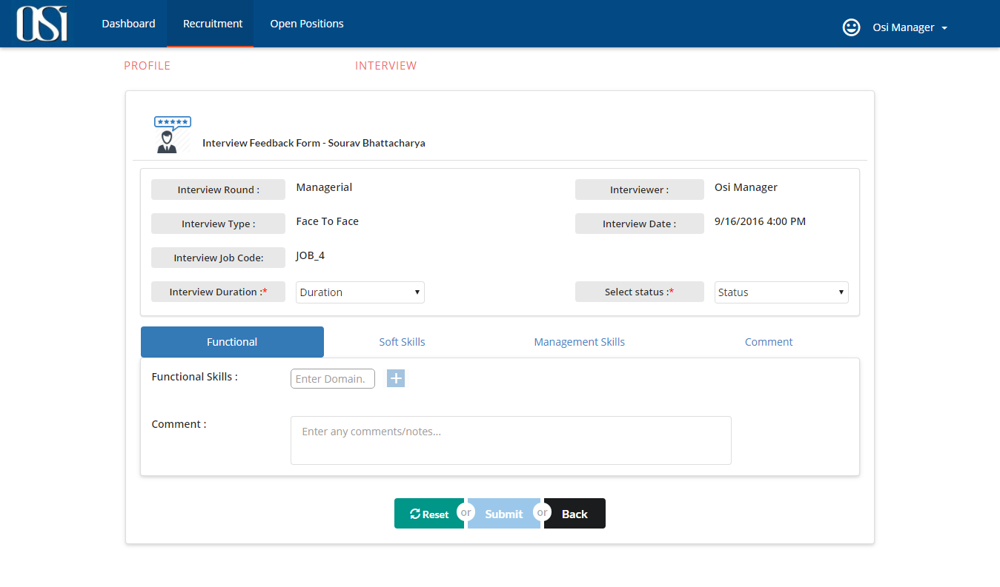 OSI Dashboard Recruitment Open Positions Osi Manager
PROFILE INTERVIEW
Interview Feedback Form - Sourav Bhattacharya
Interview Round : Managerial Interviewer : Osi Manager
Interview Type : Face To Face Interview Date : 9/16/2016 4:00 PM
Interview Job Code: JOB_4
Interview Duration :* Duration Select status :* Status
Functional Soft Skills Management Skills Comment
Functional Skills : Enter Domain. +
Comment : Enter any comments/notes...
Reset or Submit or Back